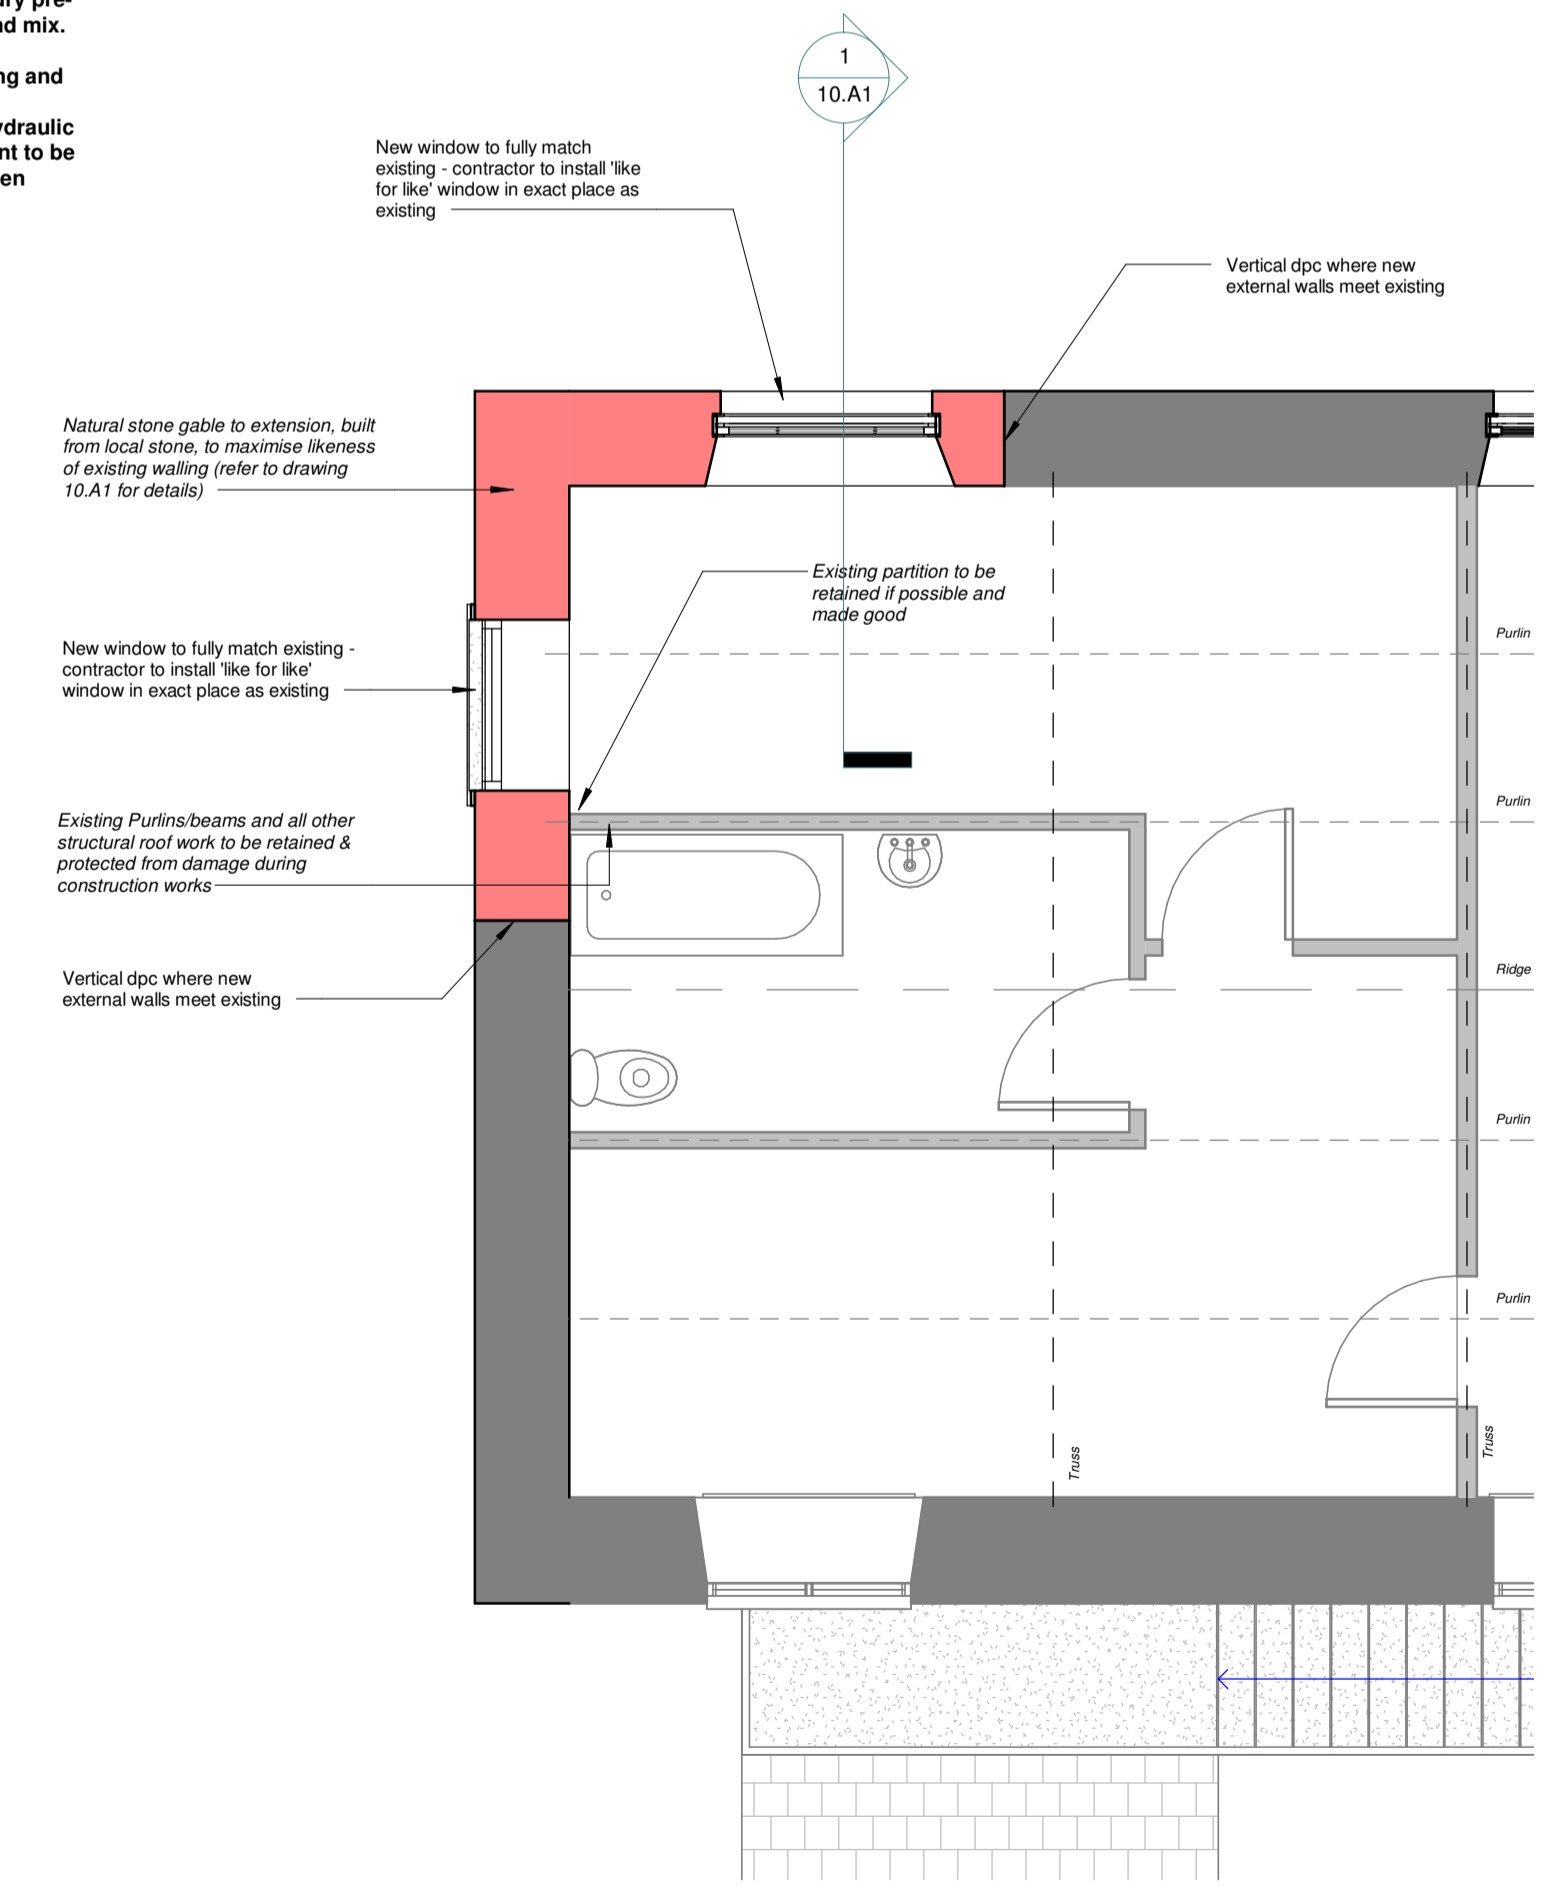 nd mix.
ng and
ydraulic
nt to be
en
1
10.A1
New window to fully match
existing - contractor to install 'like
for like' window in exact place as
existing
Vertical dpc where new
external walls meet existing
Natural stone gable to extension, built
from local stone, to maximise likeness
of existing walling (refer to drawing
10.A1 for details)
Existing partition to be
retained if possible and
made good
Purlin
New window to fully match existing -
contractor to install 'like for like'
window in exact place as existing
Purlin
Existing Purlins/beams and all other
structural roof work to be retained &
protected from damage during
construction works
Ridge
Vertical dpc where new
external walls meet existing
Purlin
Purlin
Truss
Truss